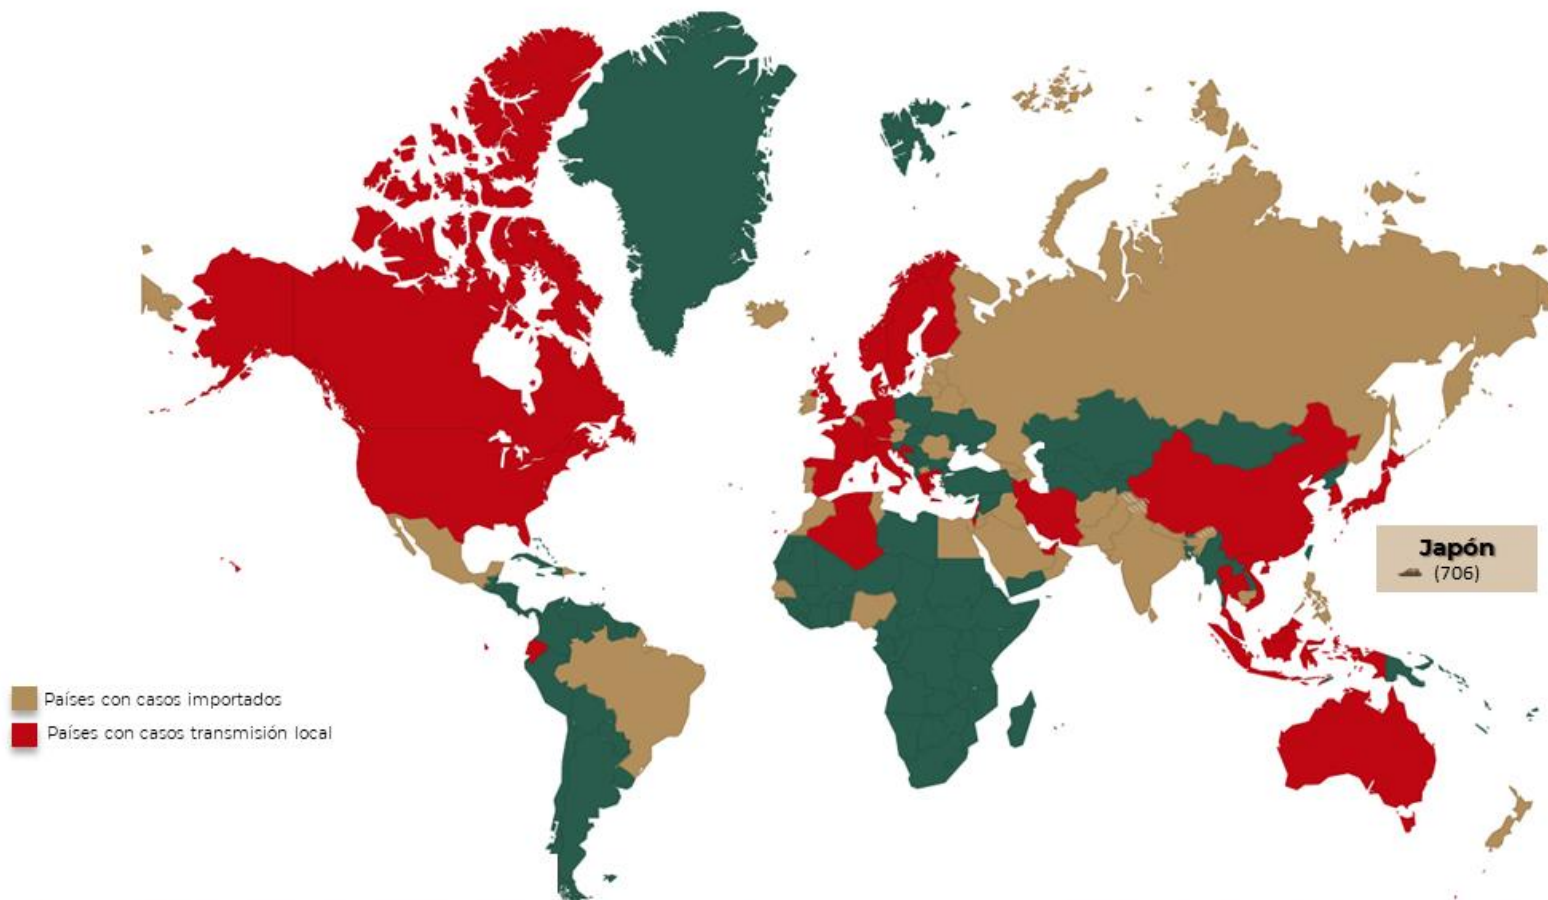 Japón
(706)
Países con casos importados
Países con casos transmisión local